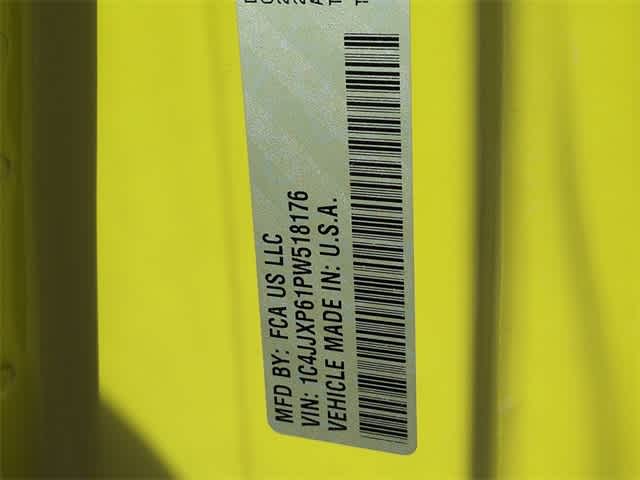 MFD BY: FCA US LLC
VIN: 1C4JJXP61PW518176
VEHICLE MADE IN: U.S.A.